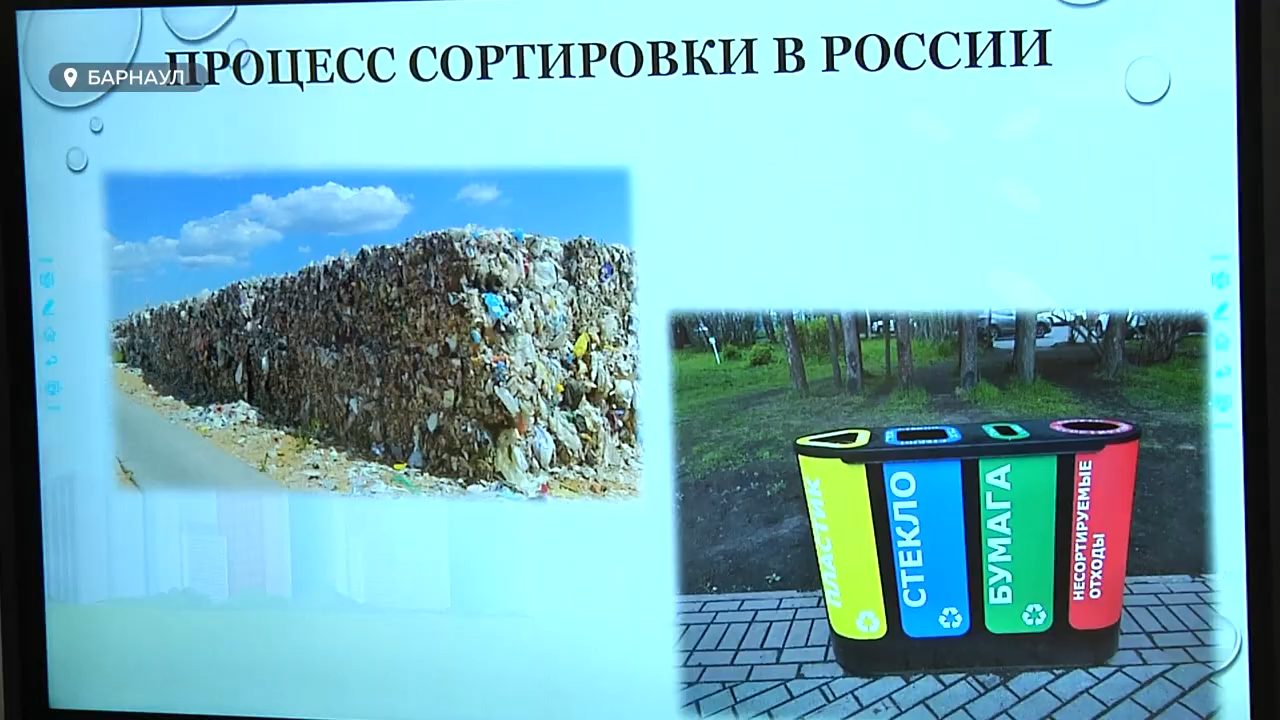 ПРОЦЕСС СОРТИРОВКИ В РОССИИ
БАРНАУЛ
ПЛАСТИК
СТЕКЛО
БУМАГА
НЕСОРТИРУЕМЫЕ
ОТХОДЫ